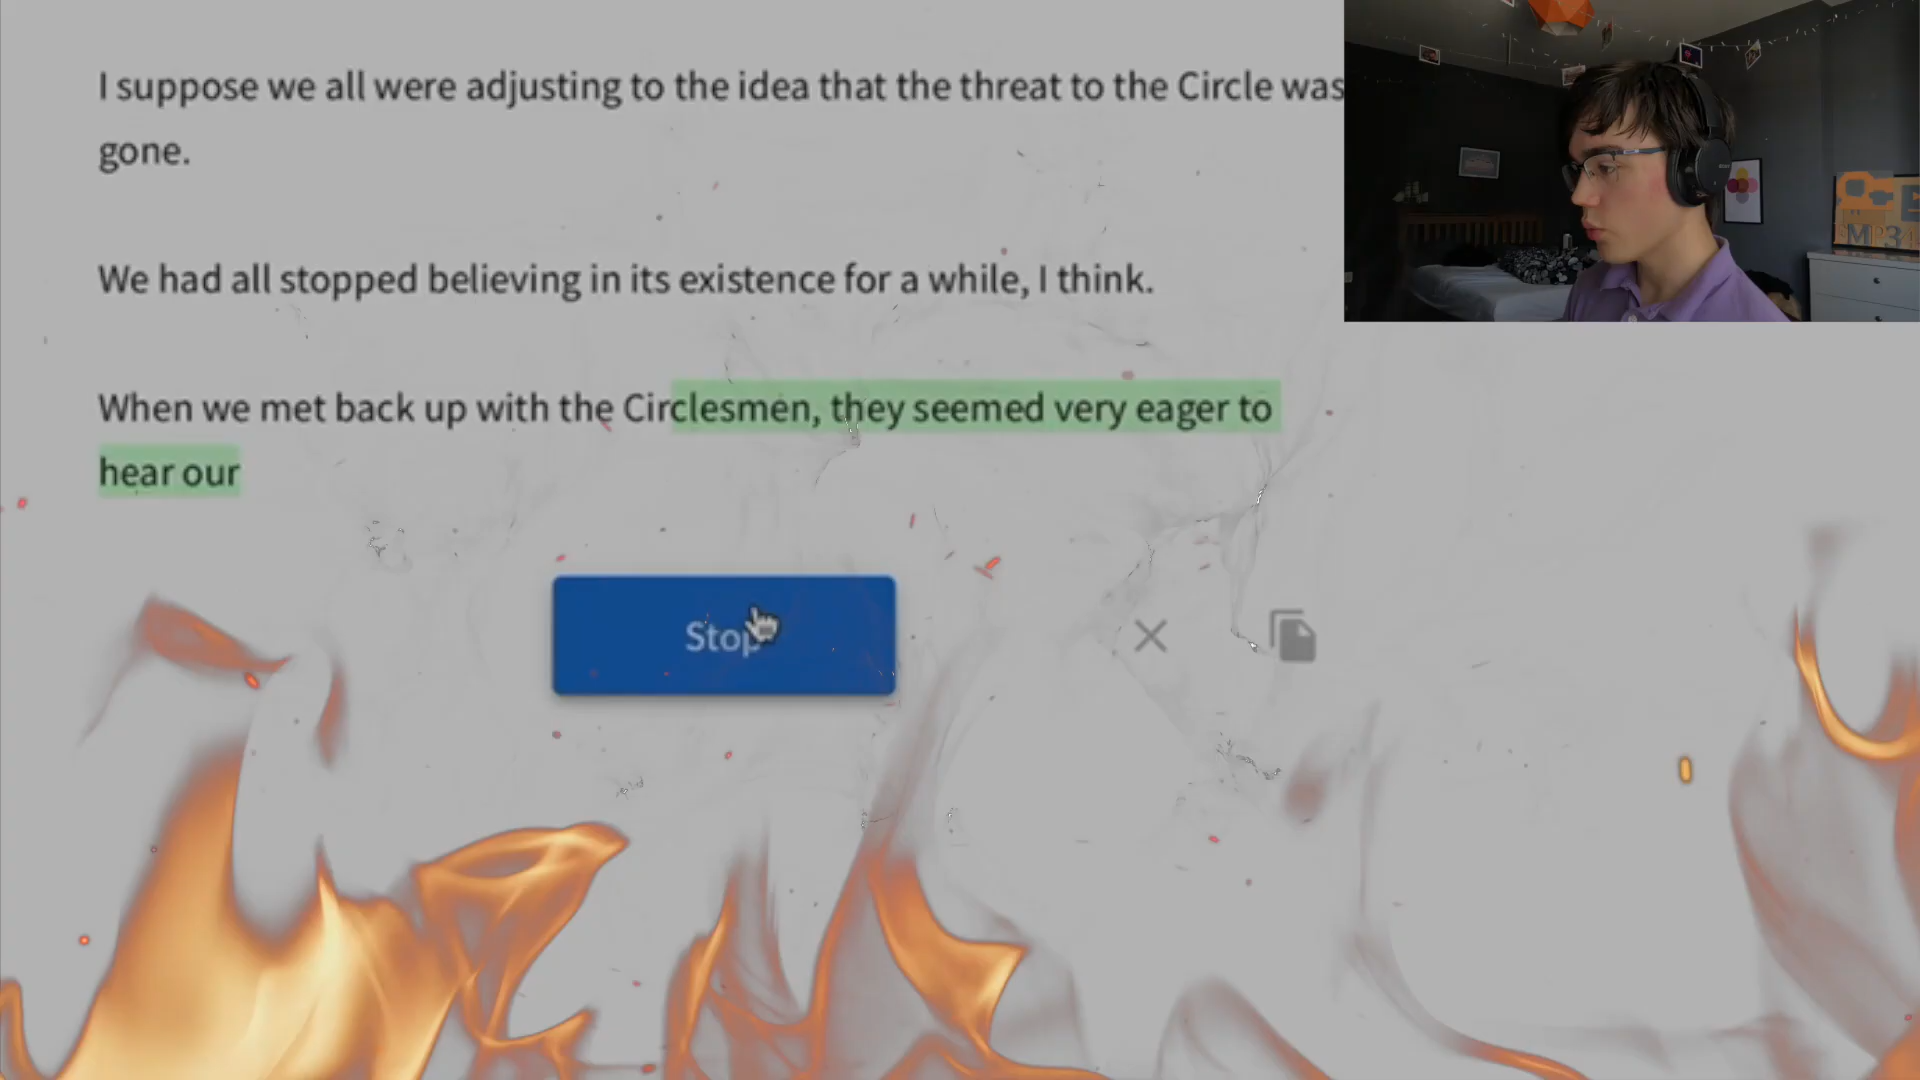 I suppose we all were adjusting to the idea that the threat to the Circle was
gone.
We had all stopped believing in its existence for a while, I think.
When we met back up with the Circlesmen, they seemed very eager to
hear our
Stop
MP34